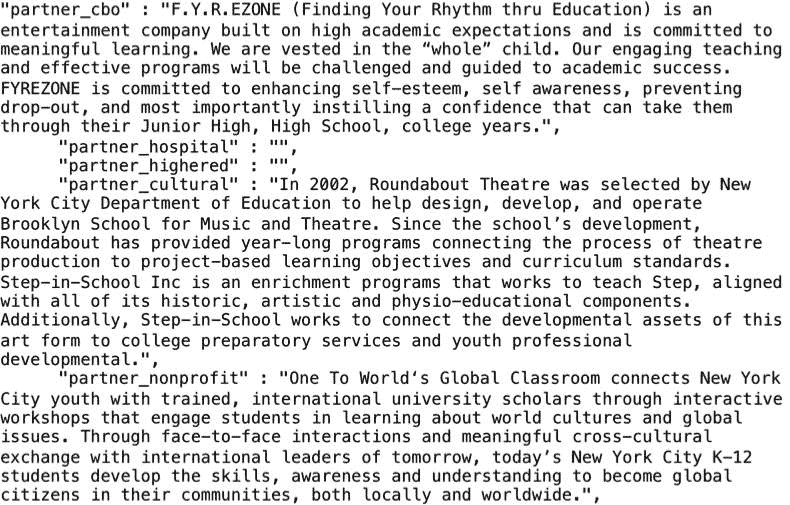 "partner_cbo" : "F.Y.R.EZONE (Finding Your Rhythm thru Education) is an
entertainment company built on high academic expectations and is committed to
meaningful learning. We are vested in the “whole” child. Our engaging teaching
and effective programs will be challenged and guided to academic success.
FYREZONE is committed to enhancing self-esteem, self awareness, preventing
drop-out, and most importantly instilling a confidence that can take them
through their Junior High, High School, college years.",
"partner_hospital" : "",
"partner_highered" : "",
"partner_cultural" : "In 2002, Roundabout Theatre was selected by New
York City Department of Education to help design, develop, and operate
Brooklyn School for Music and Theatre. Since the school’s development,
Roundabout has provided year-long programs connecting the process of theatre
production to project-based learning objectives and curriculum standards.
Step-in-School Inc is an enrichment programs that works to teach Step, aligned
with all of its historic, artistic and physio-educational components.
Additionally, Step-in-School works to connect the developmental assets of this
art form to college preparatory services and youth professional
developmental.",
"partner_nonprofit" : "One To World‘s Global Classroom connects New York
City youth with trained, international university scholars through interactive
workshops that engage students in learning about world cultures and global
issues. Through face-to-face interactions and meaningful cross-cultural
exchange with international leaders of tomorrow, today’s New York City K-12
students develop the skills, awareness and understanding to become global
citizens in their communities, both locally and worldwide.",